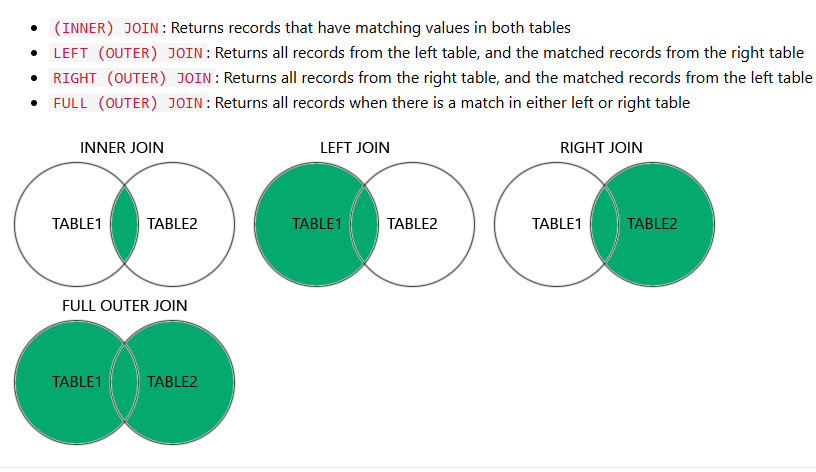 (INNER) JOIN: Returns records that have matching values in both tables
LEFT (OUTER) JOIN: Returns all records from the left table, and the matched records from the right table
RIGHT (OUTER) JOIN: Returns all records from the right table, and the matched records from the left table
FULL (OUTER) JOIN: Returns all records when there is a match in either left or right table
INNER JOIN
LEFT JOIN
RIGHT JOIN
TABLE1 TABLE2
TABLE1 TABLE2
TABLE1 TABLE2
FULL OUTER JOIN
TABLE1 TABLE2